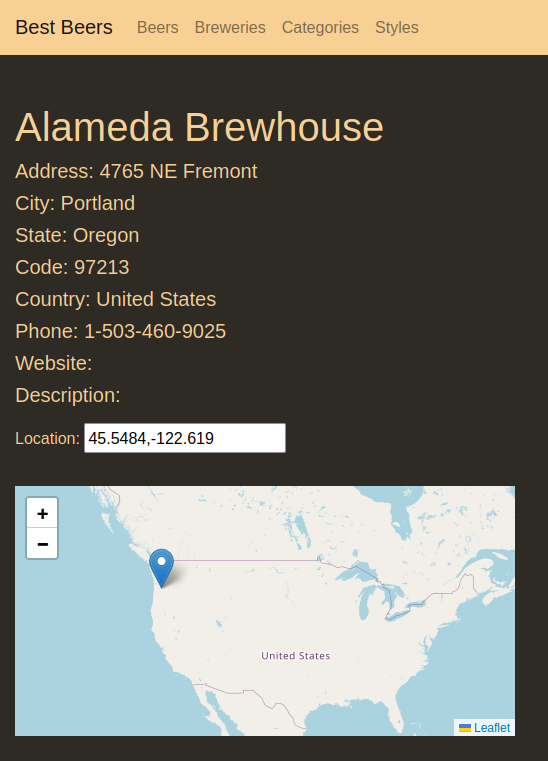 Best Beers Beers Breweries Categories Styles
Alameda Brewhouse
Address: 4765 NE Fremont
City: Portland
State: Oregon
Code: 97213
Country: United States
Phone: 1-503-460-9025
Website:
Description:
Location: 45.5484,-122.619
+
−
United States
Leaflet